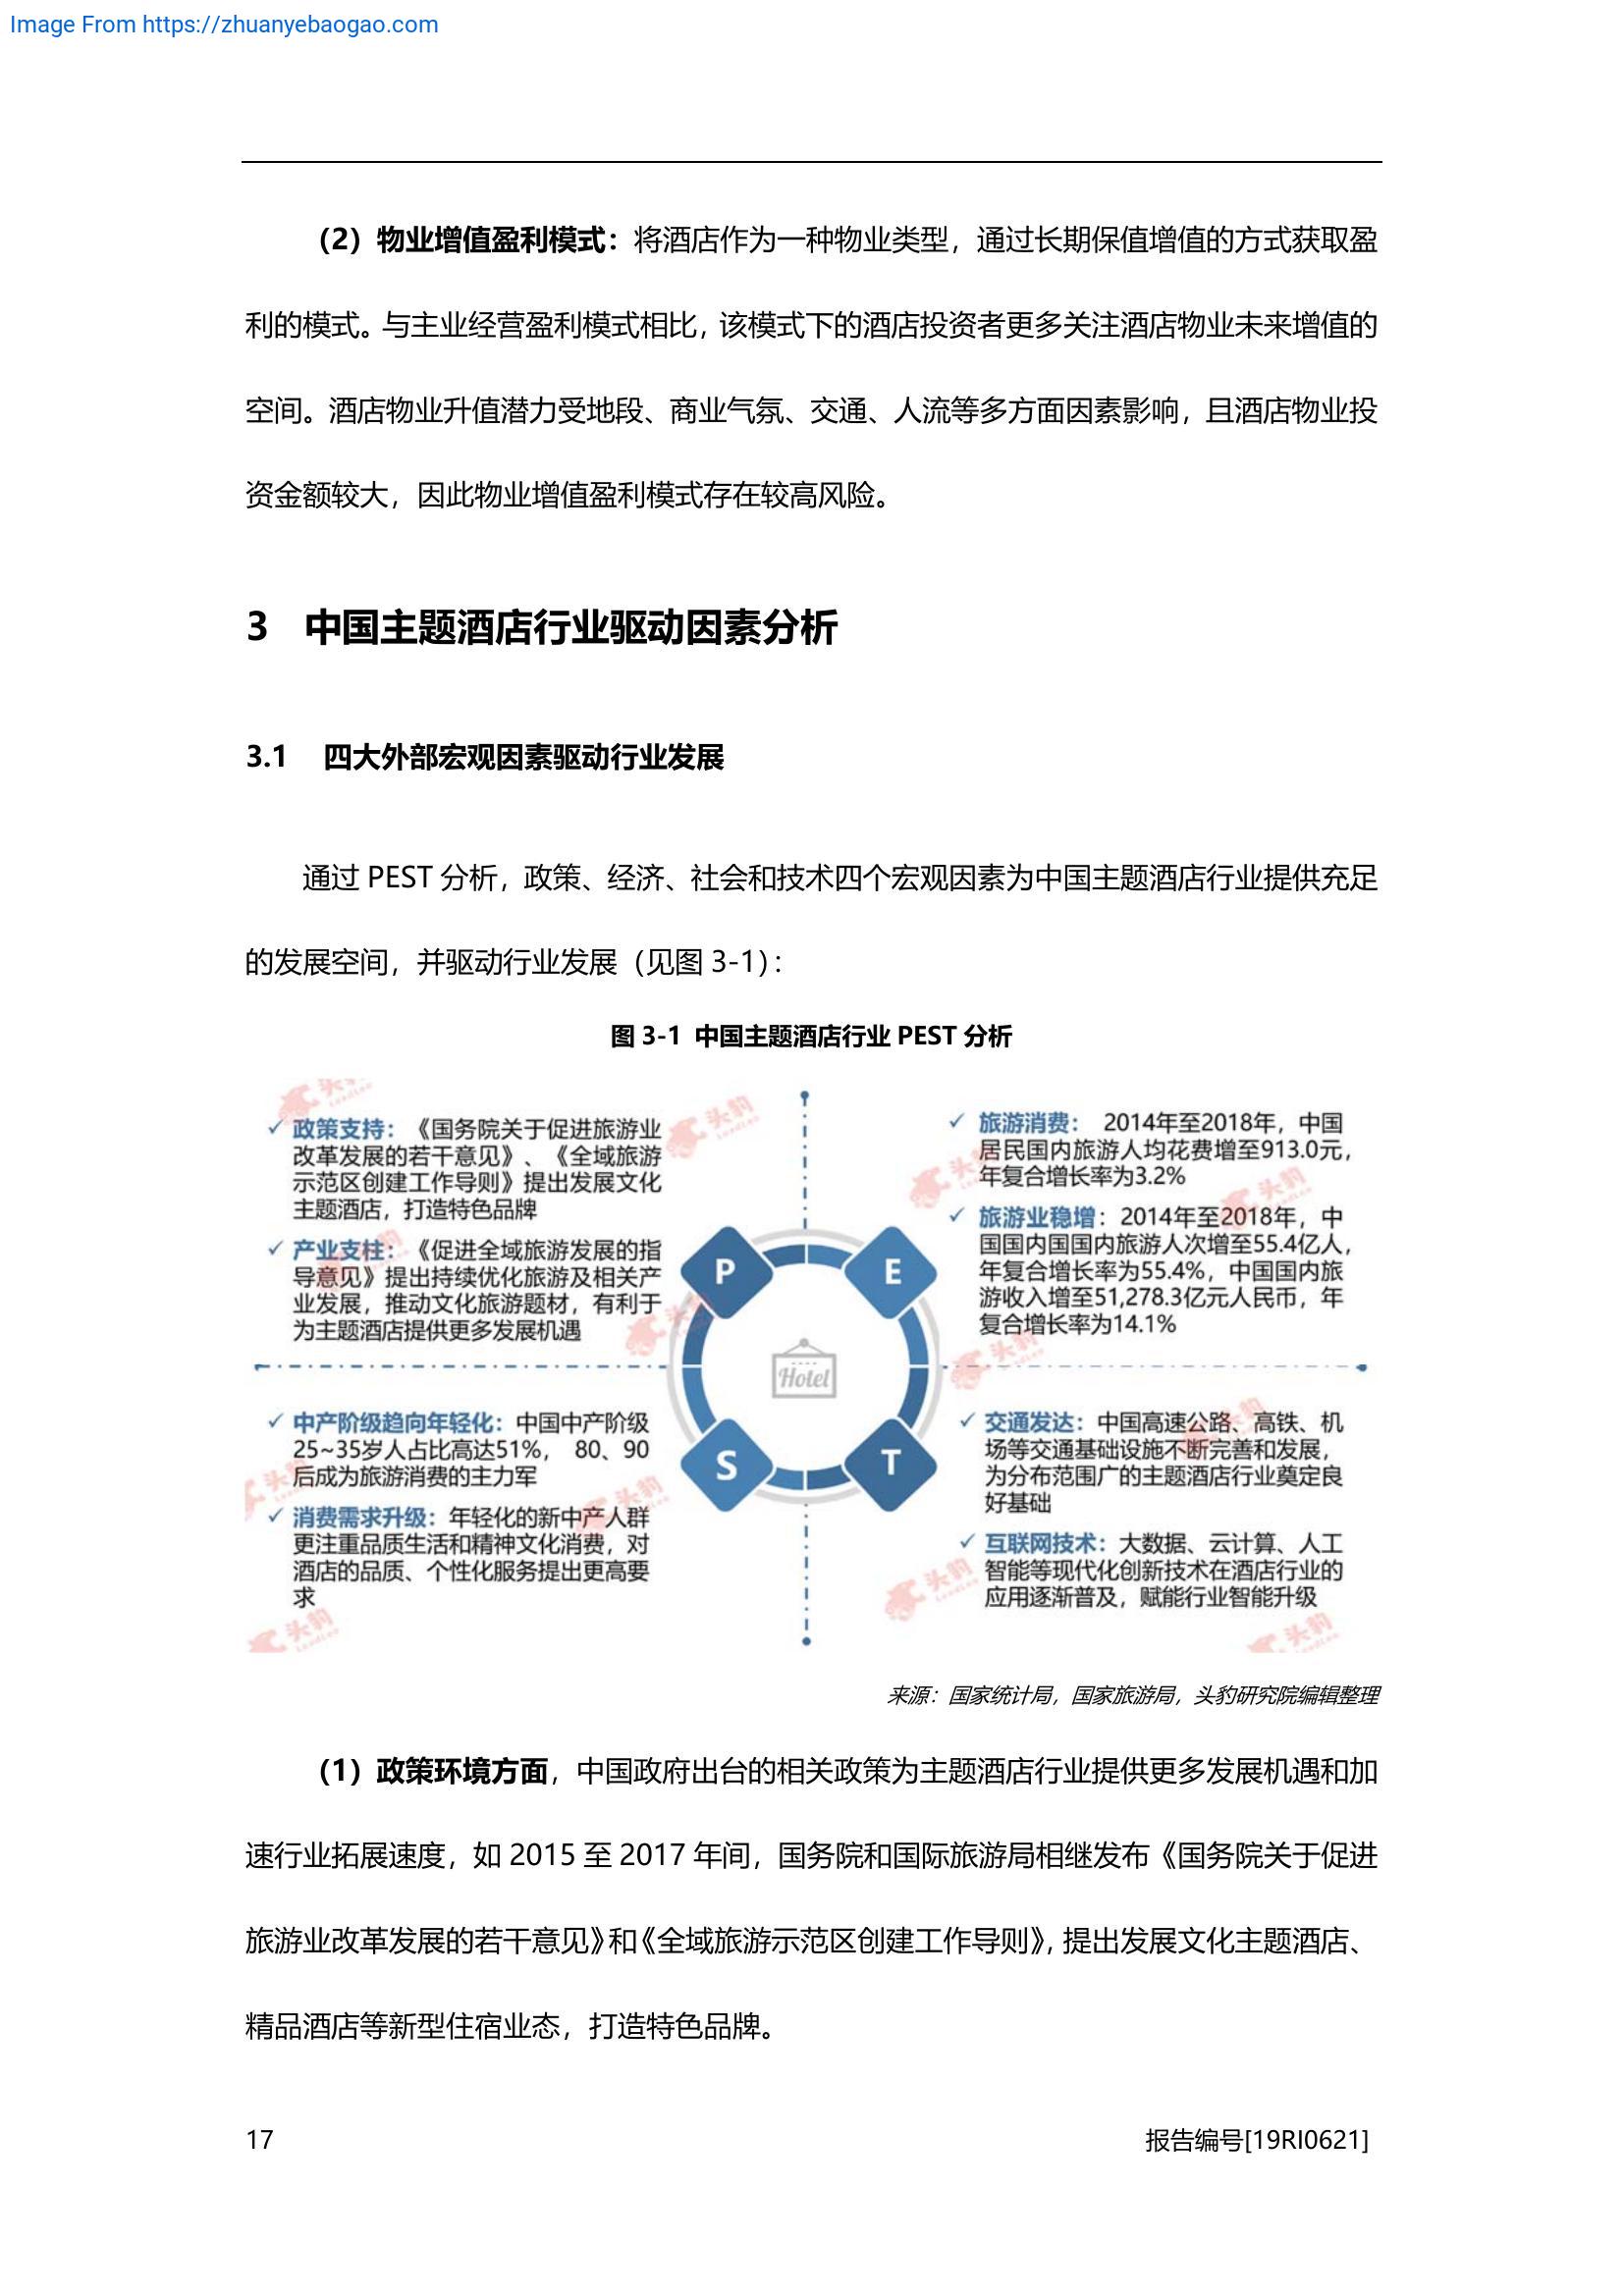 Image From https://zhuanyebaogao.com
（2）物业增值盈利模式：将酒店作为一种物业类型，通过长期保值增值的方式获取盈
利的模式。与主业经营盈利模式相比，该模式下的酒店投资者更多关注酒店物业未来增值的
空间。酒店物业升值潜力受地段、商业气氛、交通、人流等多方面因素影响，且酒店物业投
资金额较大，因此物业增值盈利模式存在较高风险。
3 中国主题酒店行业驱动因素分析
3.1 四大外部宏观因素驱动行业发展
通过 PEST 分析，政策、经济、社会和技术四个宏观因素为中国主题酒店行业提供充足
的发展空间，并驱动行业发展（见图 3-1）：
图 3-1 中国主题酒店行业 PEST 分析
✓ 政策支持：《国务院关于促进旅游业
改革发展的若干意见》、《全域旅游
示范区创建工作导则》提出发展文化
主题酒店，打造特色品牌
✓ 产业支柱：《促进全域旅游发展的指
导意见》提出持续优化旅游及相关产
业发展，推动文化旅游题材，有利于
为主题酒店提供更多发展机遇
✓ 旅游消费： 2014年至2018年，中国
居民国内旅游人均花费增至913.0元，
年复合增长率为3.2%
✓ 旅游业稳增：2014年至2018年，中
国国内国国内旅游人次增至55.4亿人，
年复合增长率为55.4%，中国国内旅
游收入增至51,278.3亿元人民币，年
复合增长率为14.1%
P
E
Hotel
S
T
✓ 中产阶级趋向年轻化：中国中产阶级
25~35岁人占比高达51%， 80、90
后成为旅游消费的主力军
✓ 消费需求升级：年轻化的新中产人群
更注重品质生活和精神文化消费，对
酒店的品质、个性化服务提出更高要
求
✓ 交通发达：中国高速公路、高铁、机
场等交通基础设施不断完善和发展，
为分布范围广的主题酒店行业奠定良
好基础
✓ 互联网技术：大数据、云计算、人工
智能等现代化创新技术在酒店行业的
应用逐渐普及，赋能行业智能升级
头豹
LeadLeo
来源：国家统计局，国家旅游局，头豹研究院编辑整理
（1）政策环境方面，中国政府出台的相关政策为主题酒店行业提供更多发展机遇和加
速行业拓展速度，如 2015 至 2017 年间，国务院和国际旅游局相继发布《国务院关于促进
旅游业改革发展的若干意见》和《全域旅游示范区创建工作导则》，提出发展文化主题酒店、
精品酒店等新型住宿业态，打造特色品牌。
17
报告编号[19RI0621]